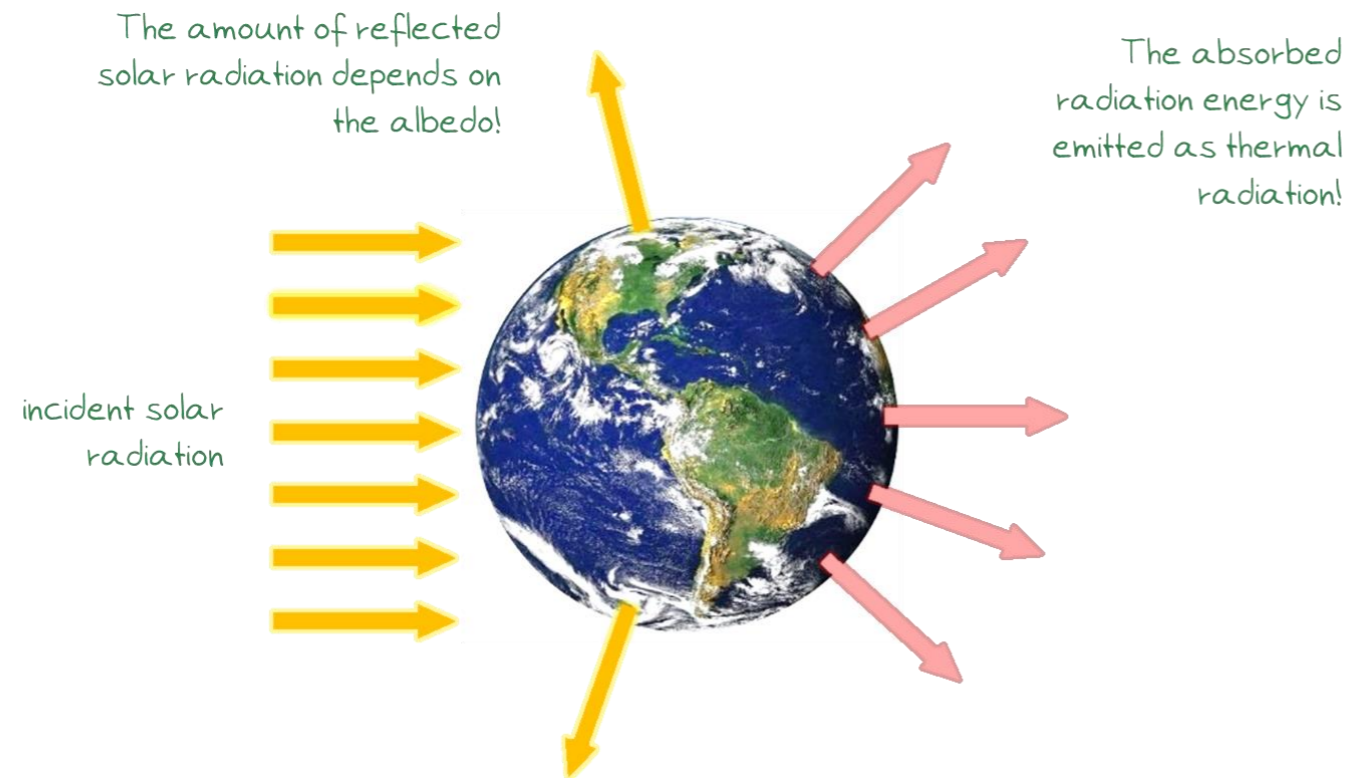 The amount of reflected
solar radiation depends on
the albedo!
The absorbed
radiation energy is
emitted as thermal
radiation!
incident solar
radiation